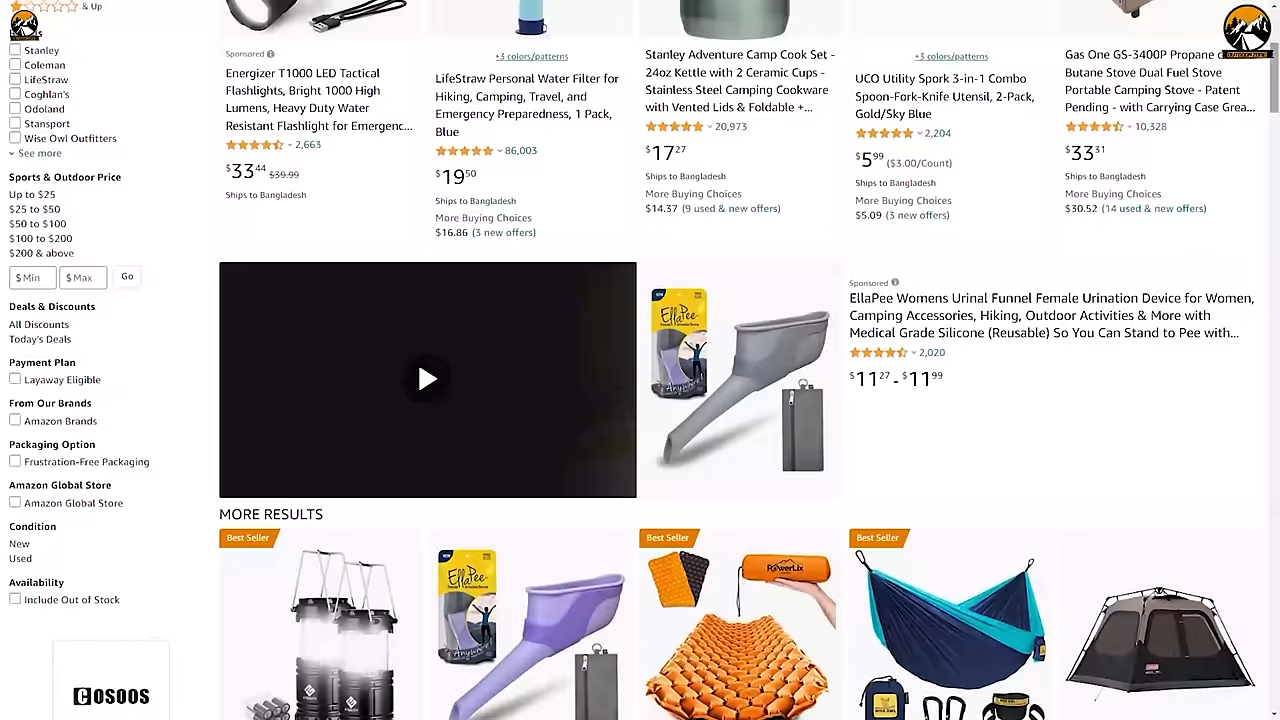 & Up
Stanley
Coleman
LifeStraw
Coghlan's
Odoland
Stansport
Wise Owl Outfitters
See more
Sports & Outdoor Price
Up to $25
$25 to $50
$50 to $100
$100 to $200
$200 & above
$ Min
$ Max
Go
Deals & Discounts
All Discounts
Today's Deals
Payment Plan
Layaway Eligible
From Our Brands
Amazon Brands
Packaging Option
Frustration-Free Packaging
Amazon Global Store
Amazon Global Store
Condition
New
Used
Availability
Include Out of Stock
COSOOS
Sponsored
Energizer T1000 LED Tactical
Flashlights, Bright 1000 High
Lumens, Heavy Duty Water
Resistant Flashlight for Emergenc...
2,663
$33 44 $39.99
Ships to Bangladesh
+3 colors/patterns
LifeStraw Personal Water Filter for
Hiking, Camping, Travel, and
Emergency Preparedness, 1 Pack,
Blue
86,003
$19 50
Ships to Bangladesh
More Buying Choices
$16.86 (3 new offers)
Stanley Adventure Camp Cook Set -
24oz Kettle with 2 Ceramic Cups -
Stainless Steel Camping Cookware
with Vented Lids & Foldable +...
20,973
$17 27
Ships to Bangladesh
More Buying Choices
$14.37 (9 used & new offers)
+3 colors/patterns
UCO Utility Spork 3-in-1 Combo
Spoon-Fork-Knife Utensil, 2-Pack,
Gold/Sky Blue
2,204
$5 99 ($3.00/Count)
Ships to Bangladesh
More Buying Choices
$5.09 (3 new offers)
Gas One GS-3400P Propane
Butane Stove Dual Fuel Stove
Portable Camping Stove - Patent
Pending - with Carrying Case Grea...
10,328
$33 31
Ships to Bangladesh
More Buying Choices
$30.52 (14 used & new offers)
EllaPee
Anywhere
Sponsored
EllaPee Womens Urinal Funnel Female Urination Device for Women,
Camping Accessories, Hiking, Outdoor Activities & More with
Medical Grade Silicone (Reusable) So You Can Stand to Pee with...
2,020
$11 27 - $11 99
MORE RESULTS
Best Seller
EllaPee
Anywhere
Best Seller
POWERLIX
Best Seller